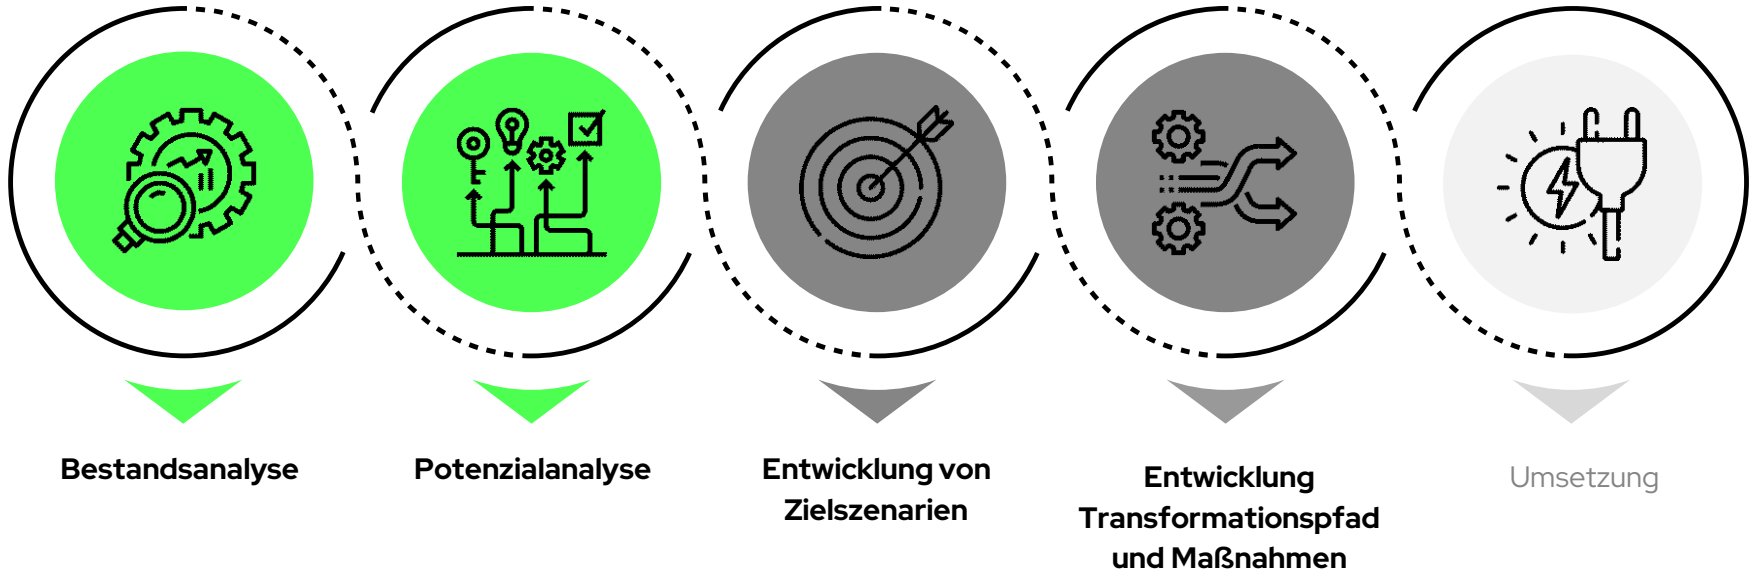 Bestandsanalyse
Potenzialanalyse
Entwicklung von
Zielszenarien
Entwicklung
Transformationspfad
und Maßnahmen
Umsetzung